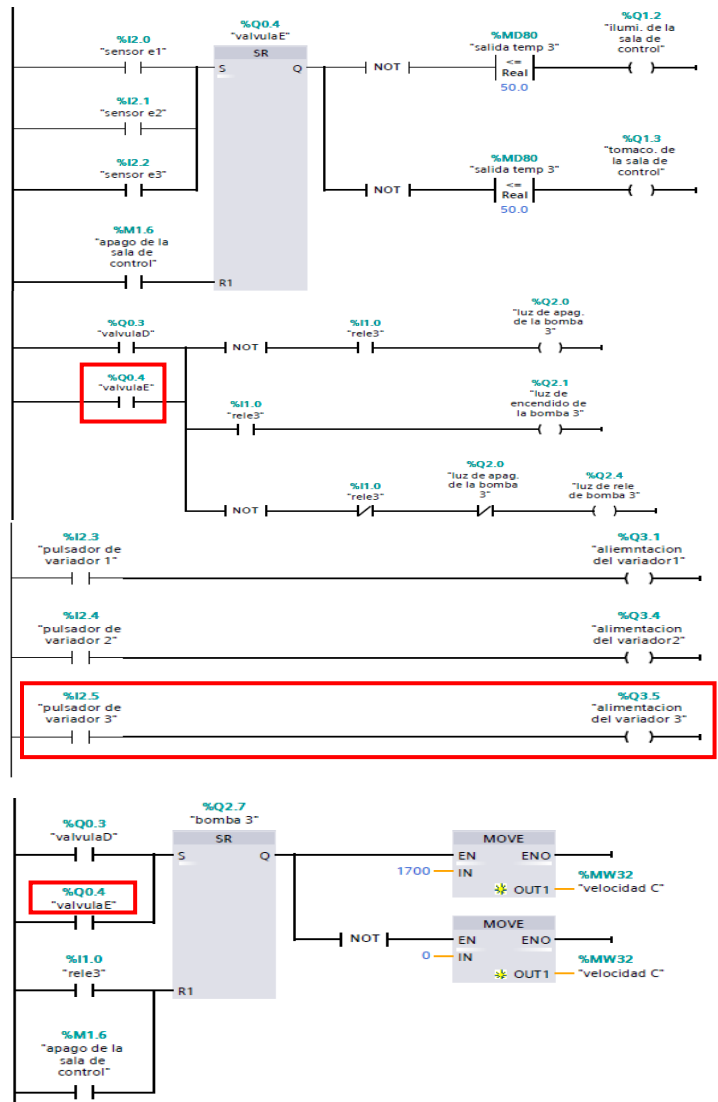 %I2.0
"sensor e1"
%Q0.4
"valvulaE"
SR
S
Q
NOT
%MD80
"salida temp 3"
<=
Real
50.0
%Q1.2
"ilumi. de la
sala de
control"
%I2.1
"sensor e2"
%I2.2
"sensor e3"
NOT
%MD80
"salida temp 3"
<=
Real
50.0
%Q1.3
"tomaco. de
la sala de
control"
%M1.6
"apago de la
sala de
control"
R1
%Q0.3
"valvulaD"
NOT
%I1.0
"rele3"
%Q2.0
"luz de apag.
de la bomba
3"
%Q0.4
"valvulaE"
%I1.0
"rele3"
%Q2.1
"luz de
encendido de
la bomba 3"
NOT
%I1.0
"rele3"
%Q2.0
"luz de apag.
de la bomba
3"
%Q2.4
"luz de rele
de bomba 3"
%I2.3
"pulsador de
variador 1"
%Q3.1
"aliemntacion
del variador1"
%I2.4
"pulsador de
variador 2"
%Q3.4
"alimentacion
del variador2"
%I2.5
"pulsador de
variador 3"
%Q3.5
"alimentacion
del variador 3"
%Q0.3
"valvulaD"
%Q2.7
"bomba 3"
SR
S
Q
MOVE
EN
ENO
1700
IN
OUT1
%MW32
"velocidad C"
%Q0.4
"valvulaE"
NOT
MOVE
EN
ENO
0
IN
OUT1
%MW32
"velocidad C"
%I1.0
"rele3"
R1
%M1.6
"apago de la
sala de
control"